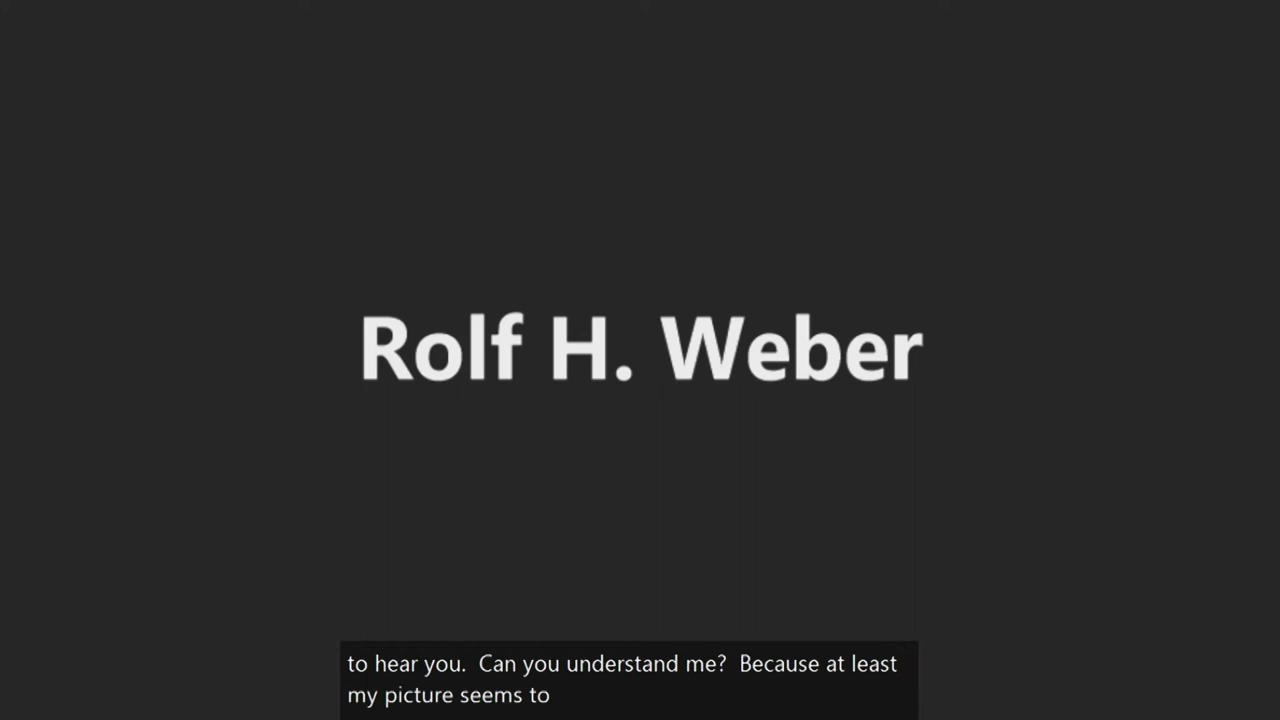 Rolf H. Weber
to hear you.  Can you understand me?  Because at least
my picture seems to